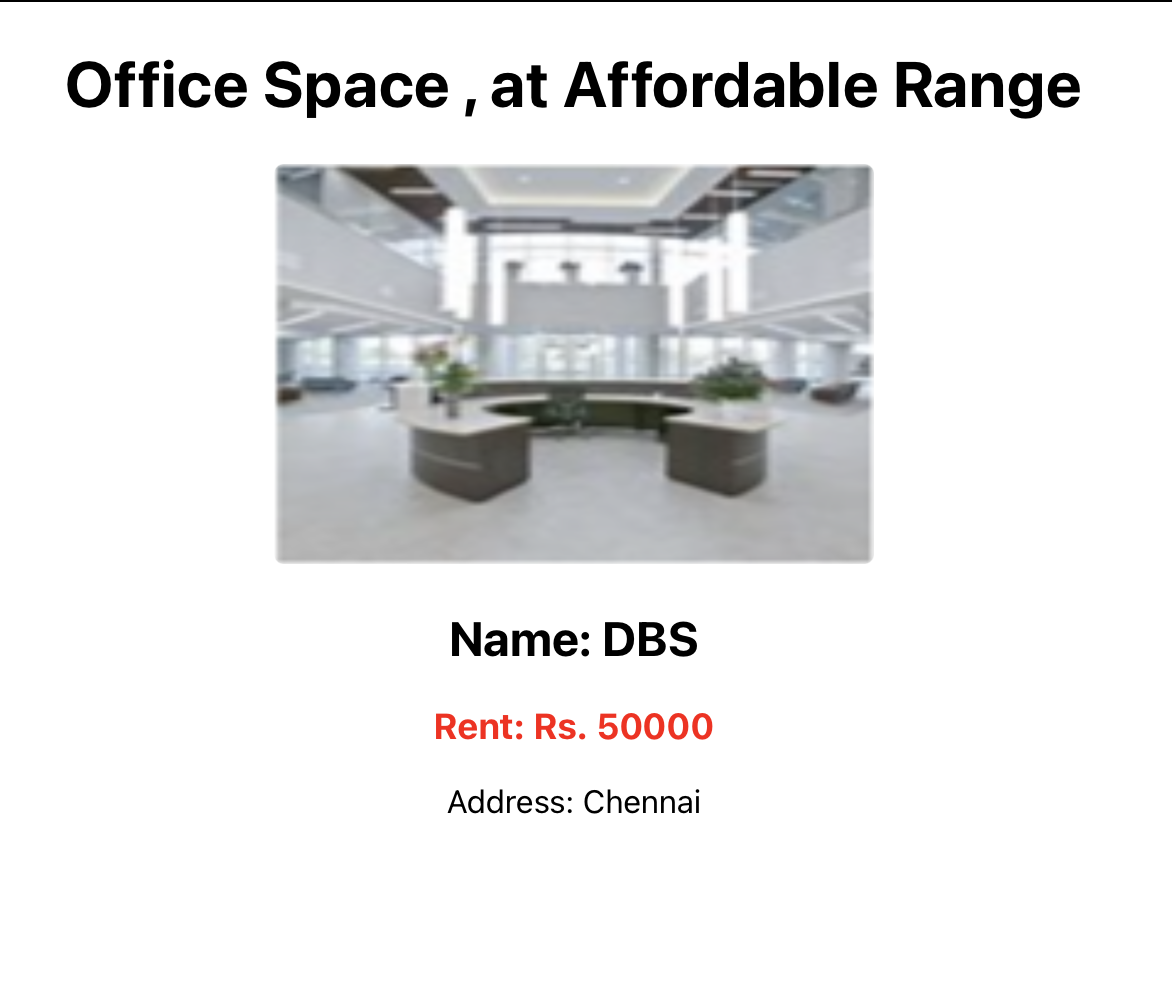 Office Space , at Affordable Range
Name: DBS
Rent: Rs. 50000
Address: Chennai